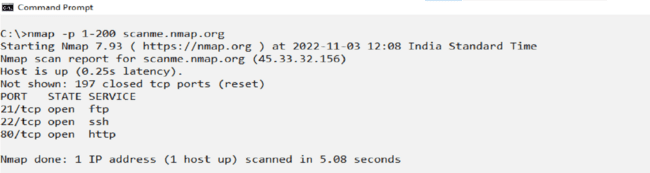 Command Prompt
C:\>nmap -p 1-200 scanme.nmap.org
Starting Nmap 7.93 ( https://nmap.org ) at 2022-11-03 12:08 India Standard Time
Nmap scan report for scanme.nmap.org (45.33.32.156)
Host is up (0.25s latency).
Not shown: 197 closed tcp ports (reset)
PORT   STATE SERVICE
21/tcp open  ftp
22/tcp open  ssh
80/tcp open  http
Nmap done: 1 IP address (1 host up) scanned in 5.08 seconds